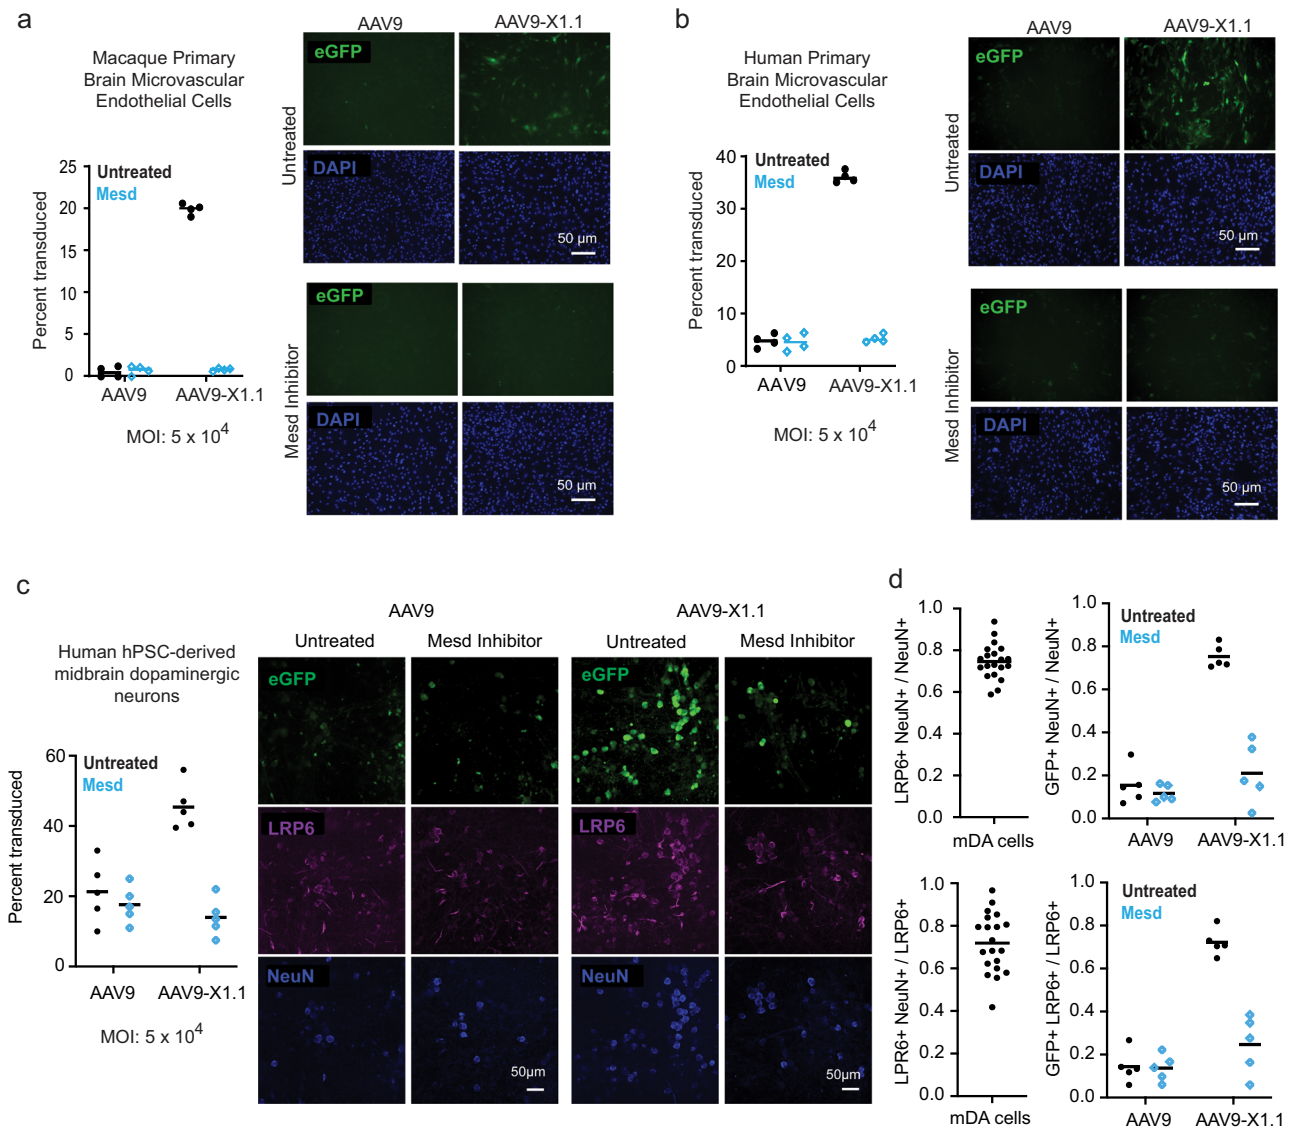 a
Macaque Primary
Brain Microvascular
Endothelial Cells
AAV9
AAV9-X1.1
Untreated
eGFP
DAPI
50 µm
Mesd Inhibitor
eGFP
DAPI
50 µm
Percent transduced
25
20
15
10
5
0
Untreated
Mesd
AAV9
AAV9-X1.1
MOI: 5 x 10^4
b
Human Primary
Brain Microvascular
Endothelial Cells
AAV9
AAV9-X1.1
Untreated
eGFP
DAPI
50 µm
Mesd Inhibitor
eGFP
DAPI
50 µm
Percent transduced
40
30
20
10
0
Untreated
Mesd
AAV9
AAV9-X1.1
MOI: 5 x 10^4
c
Human hPSC-derived
midbrain dopaminergic
neurons
Percent transduced
60
40
20
0
Untreated
Mesd
AAV9
AAV9-X1.1
MOI: 5 x 10^4
AAV9
AAV9-X1.1
Untreated
Mesd Inhibitor
Untreated
Mesd Inhibitor
eGFP
eGFP
LRP6
LRP6
NeuN
NeuN
50µm
50µm
d
LRP6+ NeuN+ / NeuN+
1.0
0.8
0.6
0.4
0.2
0.0
mDA cells
GFP+ NeuN+ / NeuN+
1.0
0.8
0.6
0.4
0.2
0.0
Untreated
Mesd
AAV9
AAV9-X1.1
LPR6+ NeuN+ / LRP6+
1.0
0.8
0.6
0.4
0.2
0.0
mDA cells
GFP+ LRP6+ / LRP6+
1.0
0.8
0.6
0.4
0.2
0.0
Untreated
Mesd
AAV9
AAV9-X1.1